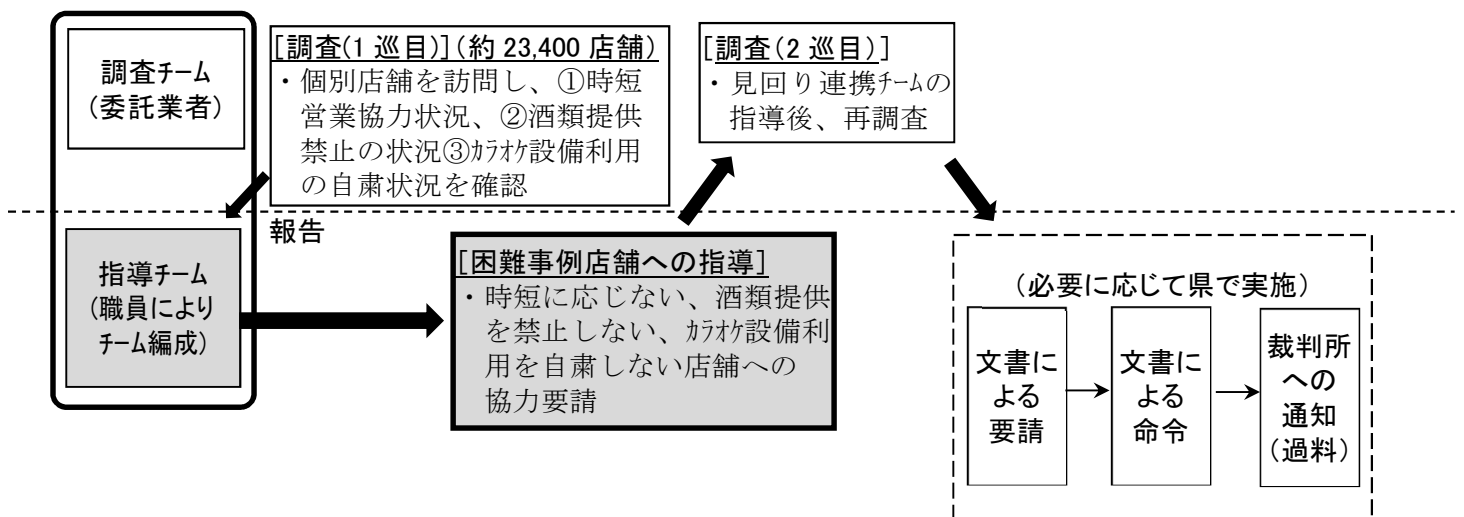 調査ﾁｰﾑ
(委託業者)
[調査(1 巡目)](約 23,400 店舗)
・個別店舗を訪問し、①時短
営業協力状況、②酒類提供
禁止の状況③ｶﾗｵｹ設備利用
の自粛状況を確認
[調査(2 巡目)]
・見回り連携ﾁｰﾑの
指導後、再調査
報告
指導ﾁｰﾑ
(職員により
ﾁｰﾑ編成)
[困難事例店舗への指導]
・時短に応じない、酒類提供
を禁止しない、ｶﾗｵｹ設備利
用を自粛しない店舗への
協力要請
(必要に応じて県で実施)
文書に
よる
要請
文書に
よる
命令
裁判所
への
通知
(過料)